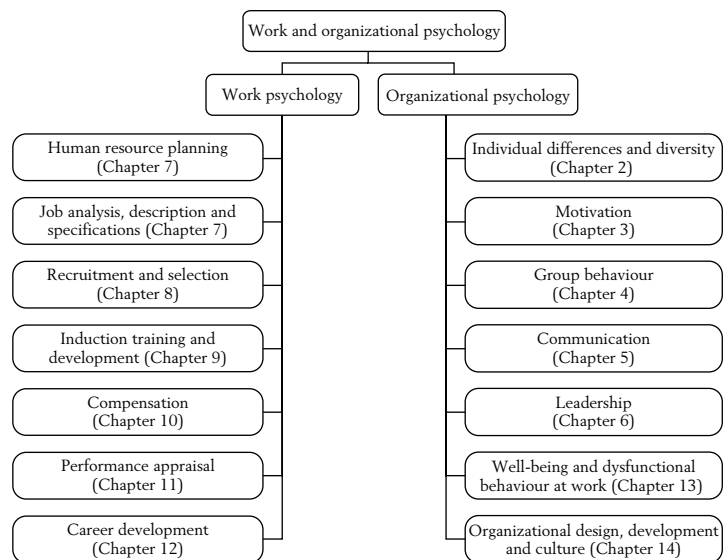 Work and organizational psychology
Work psychology
Organizational psychology
Human resource planning
(Chapter 7)
Job analysis, description and
specifications (Chapter 7)
Recruitment and selection
(Chapter 8)
Induction training and
development (Chapter 9)
Compensation
(Chapter 10)
Performance appraisal
(Chapter 11)
Career development
(Chapter 12)
Individual differences and diversity
(Chapter 2)
Motivation
(Chapter 3)
Group behaviour
(Chapter 4)
Communication
(Chapter 5)
Leadership
(Chapter 6)
Well-being and dysfunctional
behaviour at work (Chapter 13)
Organizational design, development
and culture (Chapter 14)